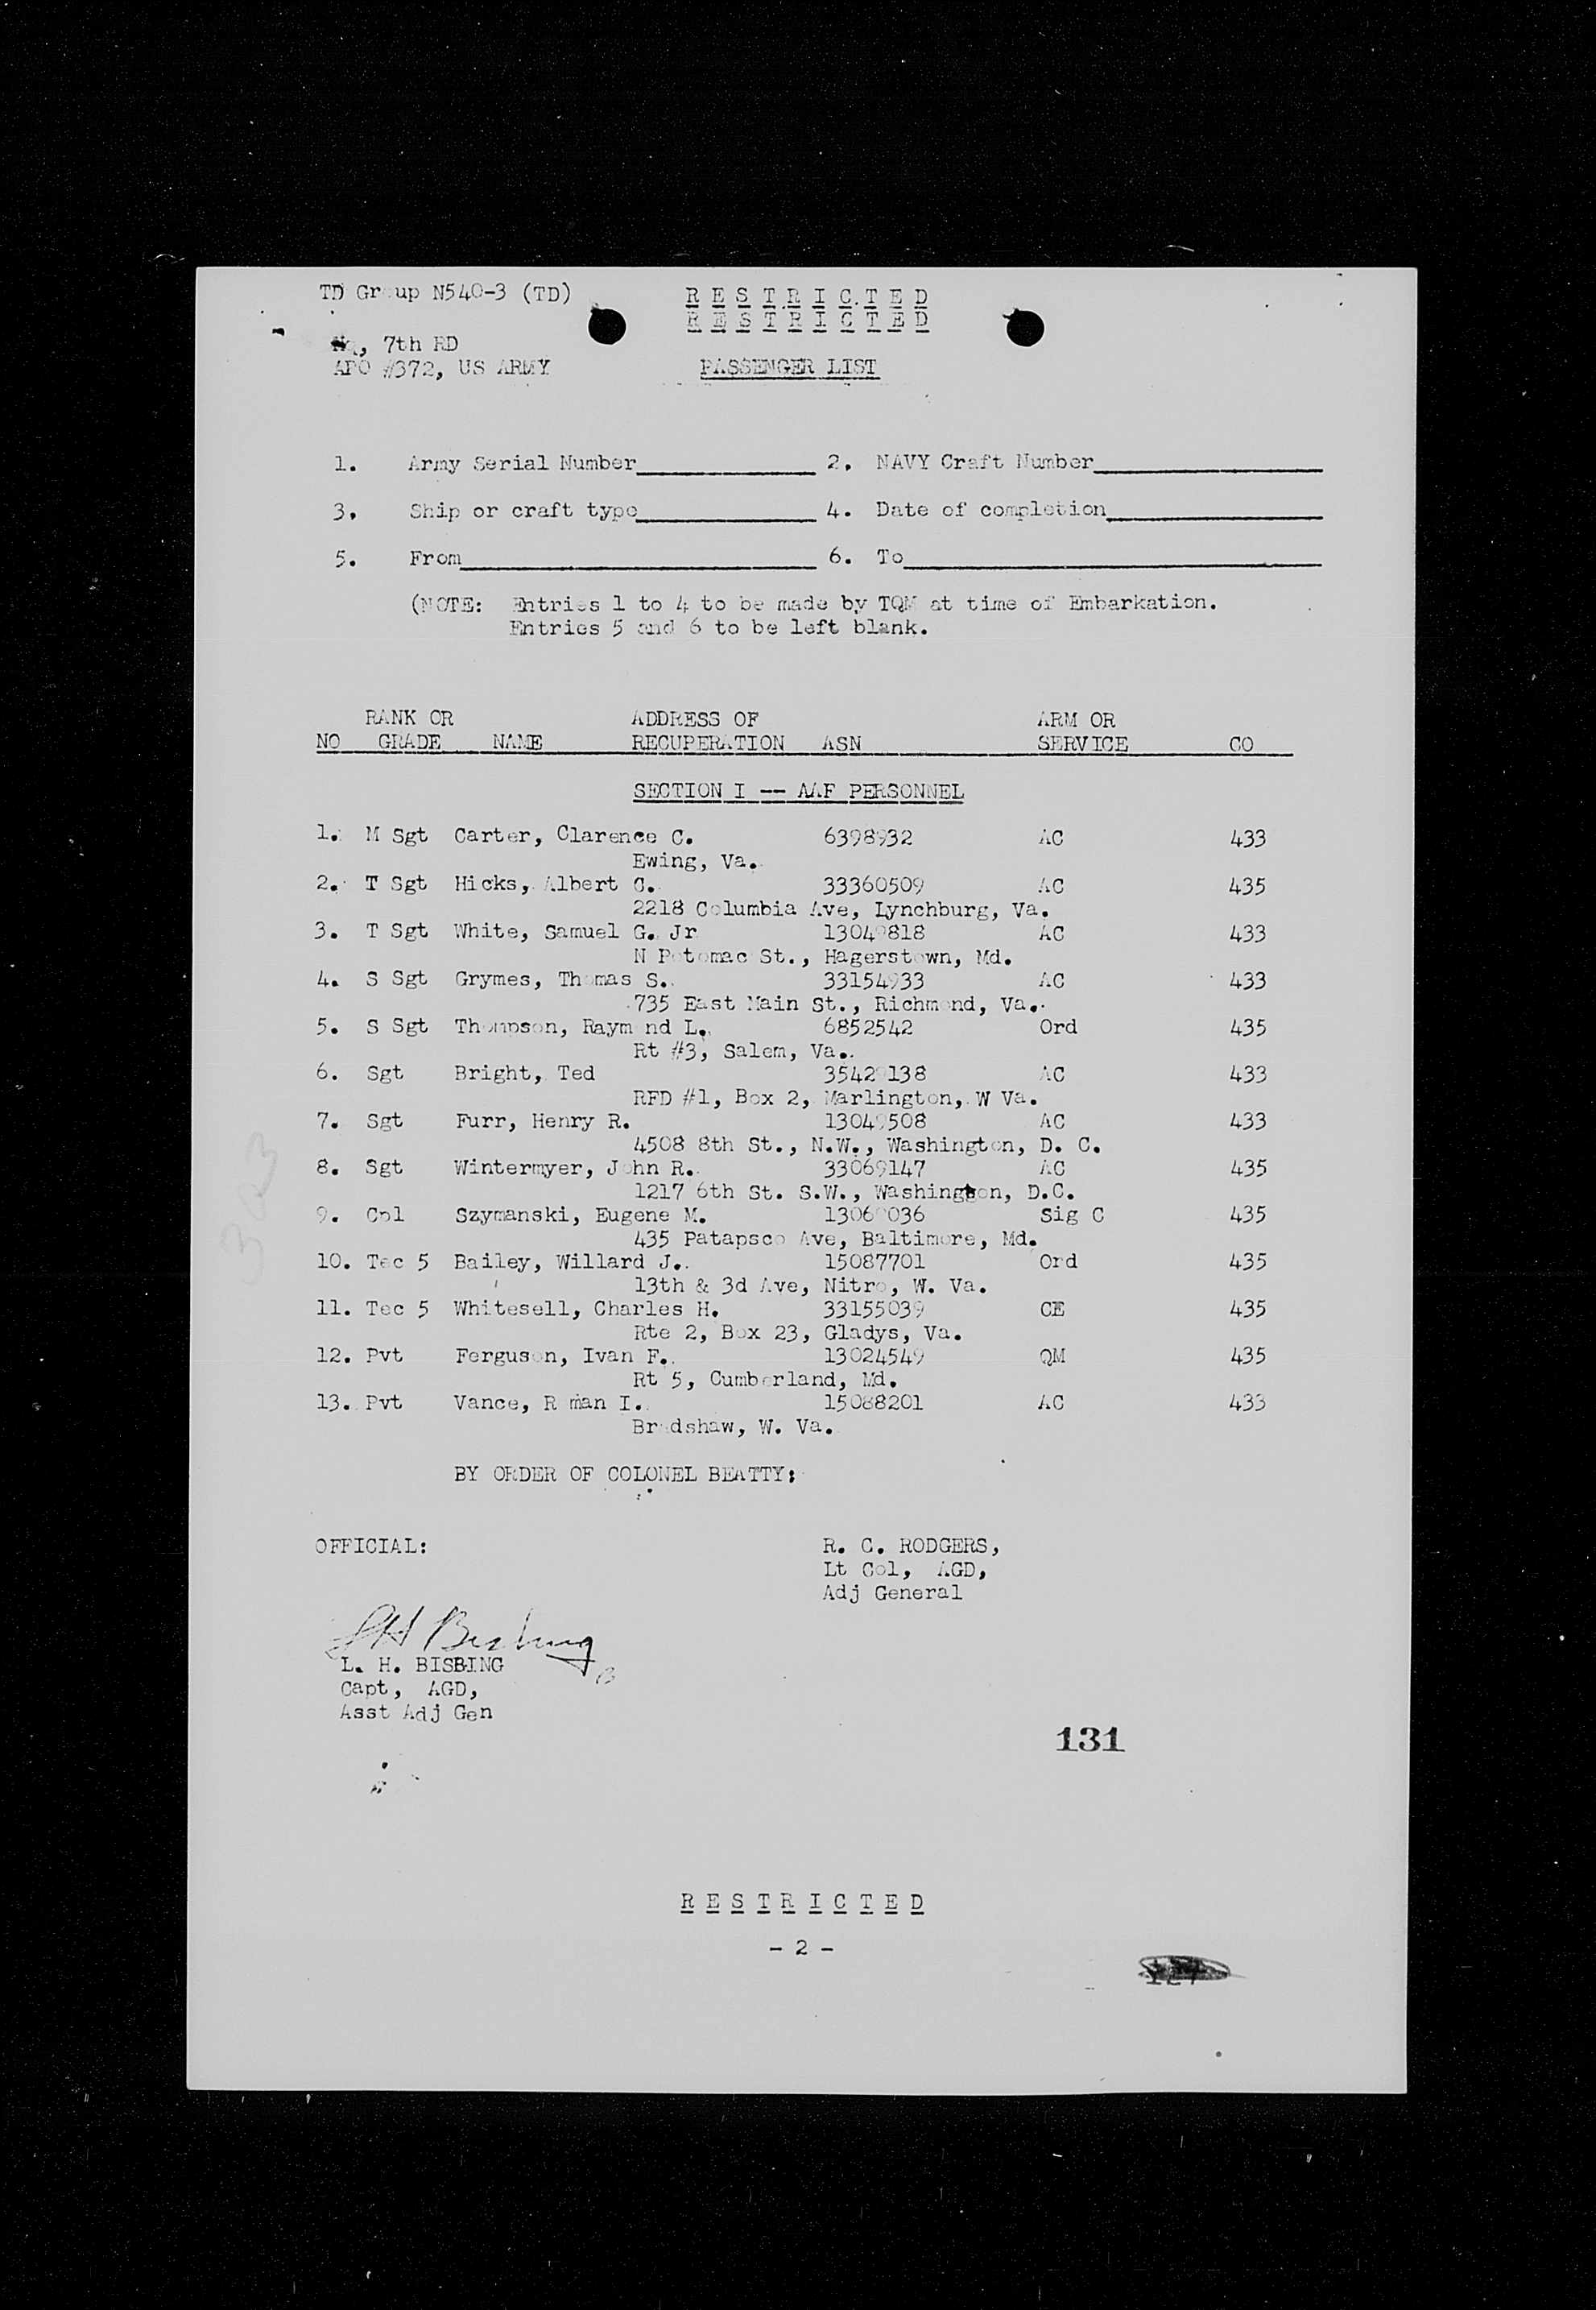 TD Group N540-3 (TD)
R E S T R I C T E D
R E S T R I C T E D
Hq, 7th RD
APO #372, US ARMY
PASSENGER LIST
1. Army Serial Number 2. NAVY Craft Number
3. Ship or craft type 4. Date of completion
5. From 6. To
(NOTE: Entries 1 to 4 to be made by TQM at time of Embarkation.
Entries 5 and 6 to be left blank.
RANK OR ADDRESS OF ARM OR
NO GRADE NAME RECUPERATION ASN SERVICE CO
SECTION I -- AAF PERSONNEL
1. M Sgt Carter, Clarence C. 6398932 AC 433
Ewing, Va.
2. T Sgt Hicks, Albert C. 33360509 AC 435
2218 Columbia Ave, Lynchburg, Va.
3. T Sgt White, Samuel G. Jr 13049818 AC 433
N Potomac St., Hagerstown, Md.
4. S Sgt Grymes, Thomas S. 33154933 AC 433
735 East Main St., Richmond, Va.
5. S Sgt Thompson, Raymond L. 6852542 Ord 435
Rt #3, Salem, Va.
6. Sgt Bright, Ted 35429138 AC 433
RFD #1, Box 2, Marlington, W Va.
7. Sgt Furr, Henry R. 13049508 AC 433
4508 8th St., N.W., Washington, D. C.
8. Sgt Wintermyer, John R. 33069147 AC 435
1217 6th St. S.W., Washington, D.C.
9. Cpl Szymanski, Eugene M. Sig C 435
435 Patapsco Ave, Baltimore, Md.
10. Tec 5 Bailey, Willard J. 15087701 Ord 435
13th & 3d Ave, Nitro, W. Va.
11. Tec 5 Whitesell, Charles H. 33155039 CE 435
Rte 2, Box 23, Gladys, Va.
12. Pvt Ferguson, Ivan F. 13024549 QM 435
Rt 5, Cumberland, Md.
13. Pvt Vance, Roman I. 15088201 AC 433
Bradshaw, W. Va.
BY ORDER OF COLONEL BEATTY:
OFFICIAL: R. C. RODGERS,
Lt Col, AGD,
Adj General
LH Bisbing
L. H. BISBING
Capt, AGD,
Asst Adj Gen
131
R E S T R I C T E D
- 2 -